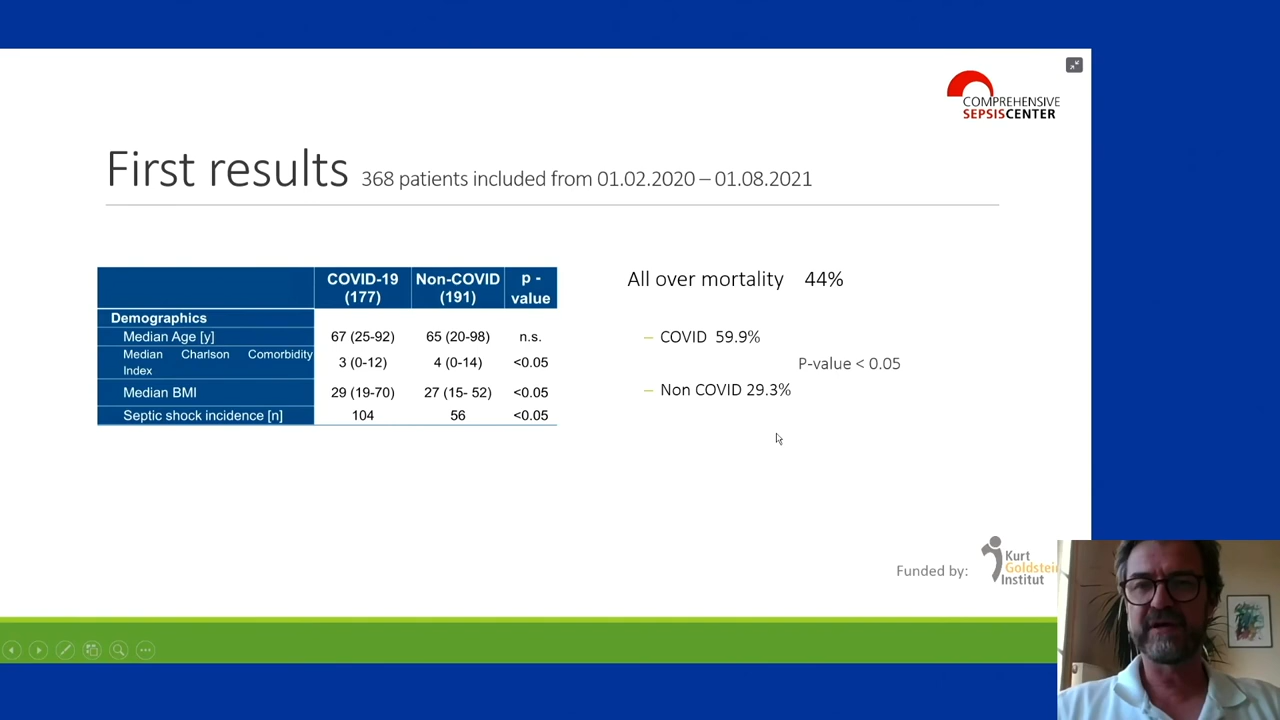 COMPREHENSIVE
SEPSISCENTER
First results 368 patients included from 01.02.2020 – 01.08.2021
COVID-19 (177) Non-COVID (191) p - value
Demographics
Median Age [y] 67 (25-92) 65 (20-98) n.s.
Median Charlson Comorbidity Index 3 (0-12) 4 (0-14) <0.05
Median BMI 29 (19-70) 27 (15- 52) <0.05
Septic shock incidence [n] 104 56 <0.05
All over mortality 44%
– COVID 59.9%
P-value < 0.05
– Non COVID 29.3%
Funded by:
Kurt
Goldstein
Institut